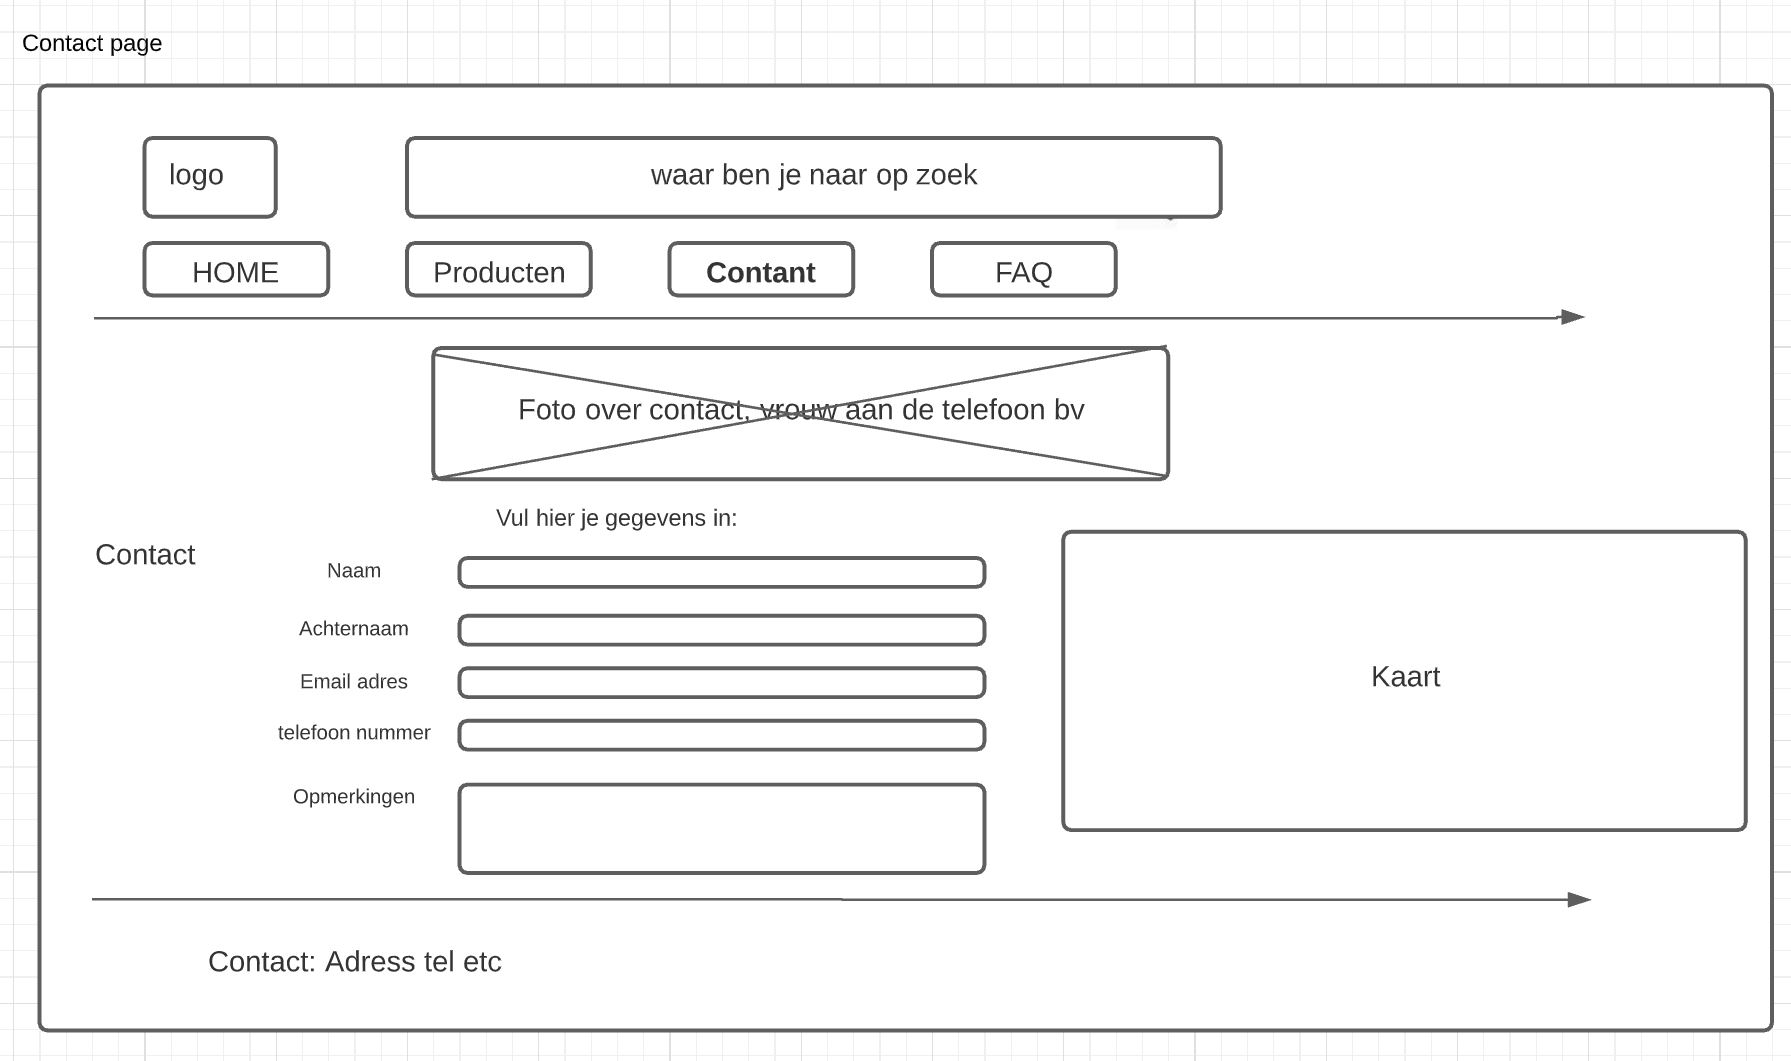 Contact page
logo
waar ben je naar op zoek
HOME
Producten
Contant
FAQ
Foto over contact, vrouw aan de telefoon bv
Vul hier je gegevens in:
Contact
Naam
Achternaam
Email adres
telefoon nummer
Opmerkingen
Kaart
Contact: Adress tel etc